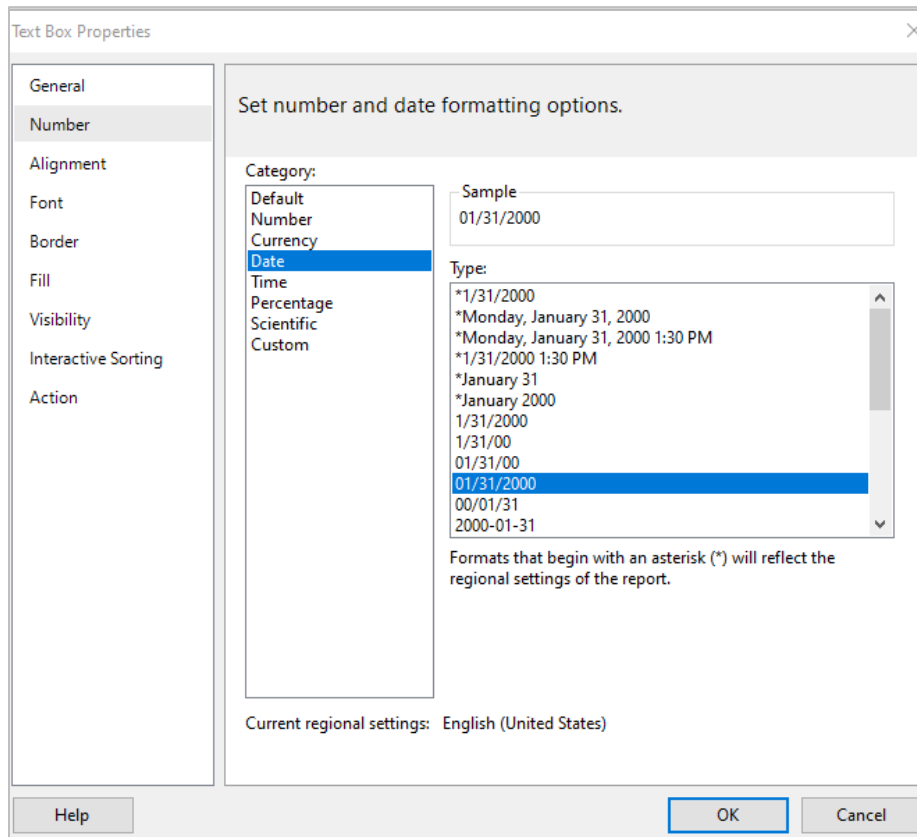 Text Box Properties
General
Number
Alignment
Font
Border
Fill
Visibility
Interactive Sorting
Action
Set number and date formatting options.
Category:
Default
Number
Currency
Date
Time
Percentage
Scientific
Custom
Sample
01/31/2000
Type:
*1/31/2000
*Monday, January 31, 2000
*Monday, January 31, 2000 1:30 PM
*1/31/2000 1:30 PM
*January 31
*January 2000
1/31/2000
1/31/00
01/31/00
01/31/2000
00/01/31
2000-01-31
Formats that begin with an asterisk (*) will reflect the
regional settings of the report.
Current regional settings: English (United States)
Help
OK
Cancel